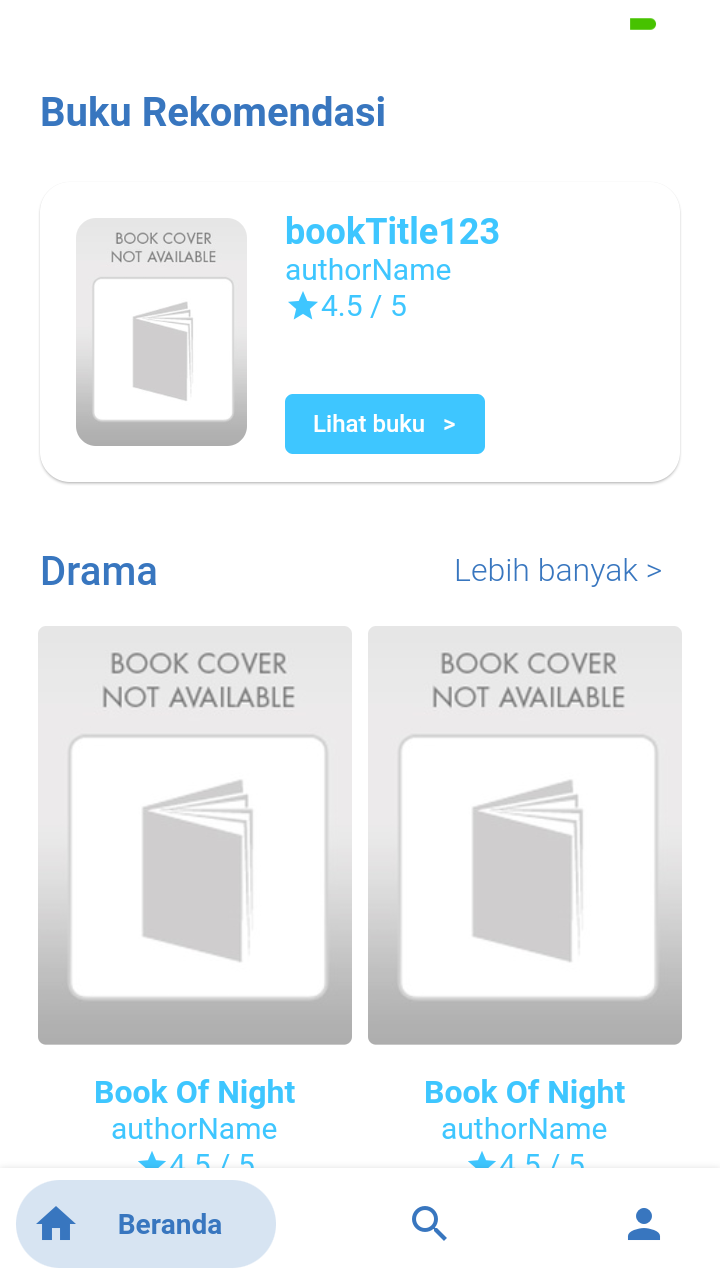 Buku Rekomendasi
BOOK COVER
NOT AVAILABLE
bookTitle123
authorName
4.5 / 5
Lihat buku >
Drama
Lebih banyak >
BOOK COVER
NOT AVAILABLE
BOOK COVER
NOT AVAILABLE
Book Of Night
Book Of Night
authorName
authorName
4.5 / 5
4.5 / 5
Beranda